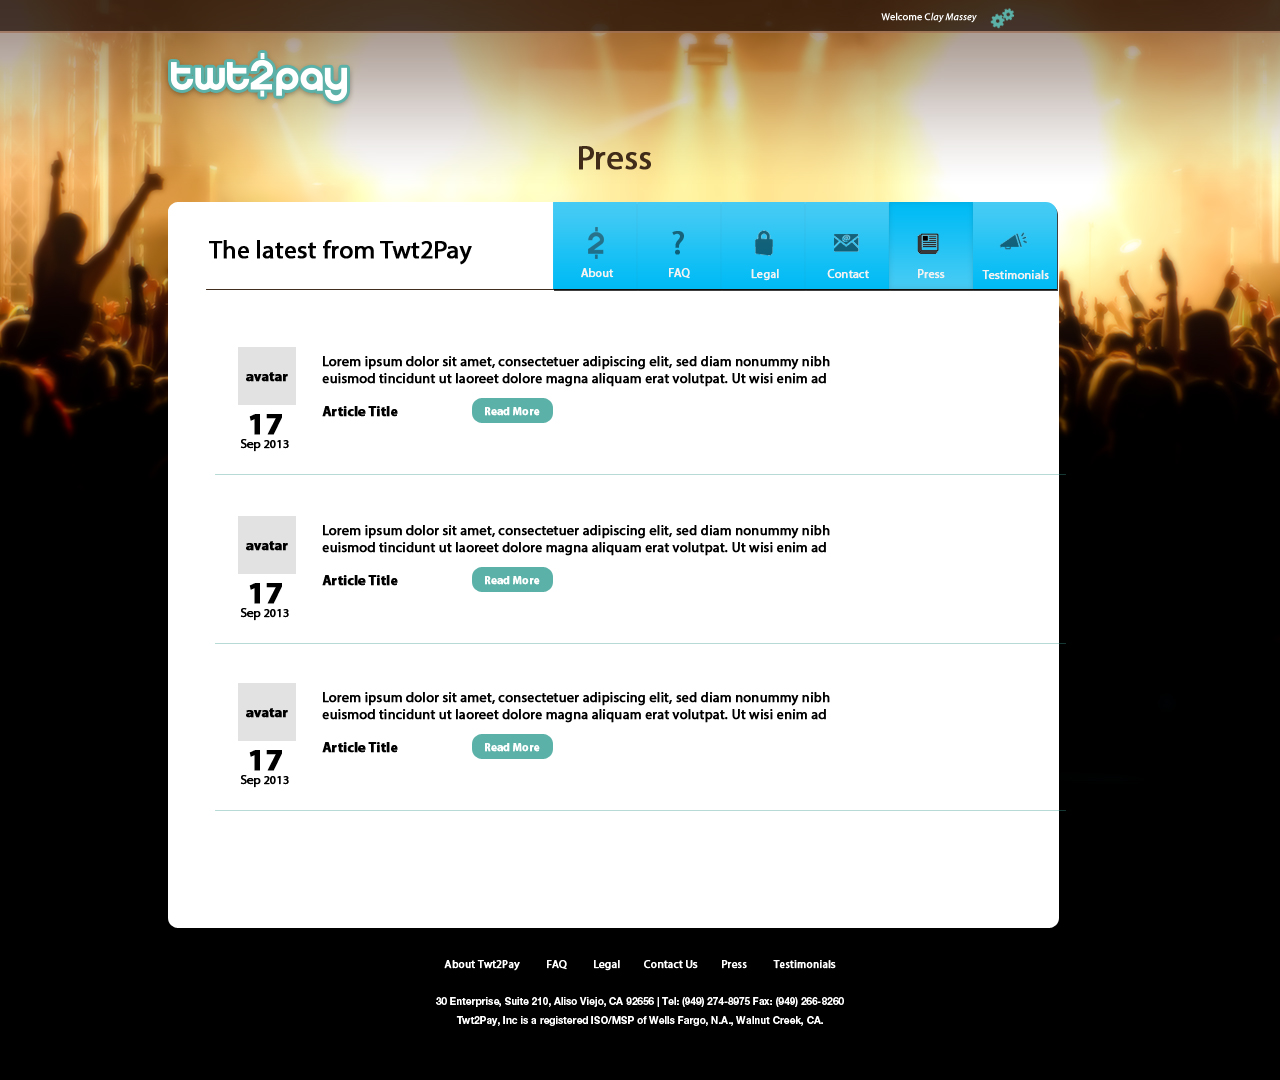 Welcome Clay Massey
twt2pay
Press
The latest from Twt2Pay
About
FAQ
Legal
Contact
Press
Testimonials
Lorem ipsum dolor sit amet, consectetuer adipiscing elit, sed diam nonummy nibh
euismod tincidunt ut laoreet dolore magna aliquam erat volutpat. Ut wisi enim ad
avatar
Article Title
Read More
17
Sep 2013
Lorem ipsum dolor sit amet, consectetuer adipiscing elit, sed diam nonummy nibh
euismod tincidunt ut laoreet dolore magna aliquam erat volutpat. Ut wisi enim ad
avatar
Article Title
Read More
17
Sep 2013
Lorem ipsum dolor sit amet, consectetuer adipiscing elit, sed diam nonummy nibh
euismod tincidunt ut laoreet dolore magna aliquam erat volutpat. Ut wisi enim ad
avatar
Article Title
Read More
17
Sep 2013
About Twt2Pay FAQ Legal Contact Us Press Testimonials
30 Enterprise, Suite 210, Aliso Viejo, CA 92656 | Tel: (949) 274-8975 Fax: (949) 266-8260
Twt2Pay, Inc is a registered ISO/MSP of Wells Fargo, N.A., Walnut Creek, CA.